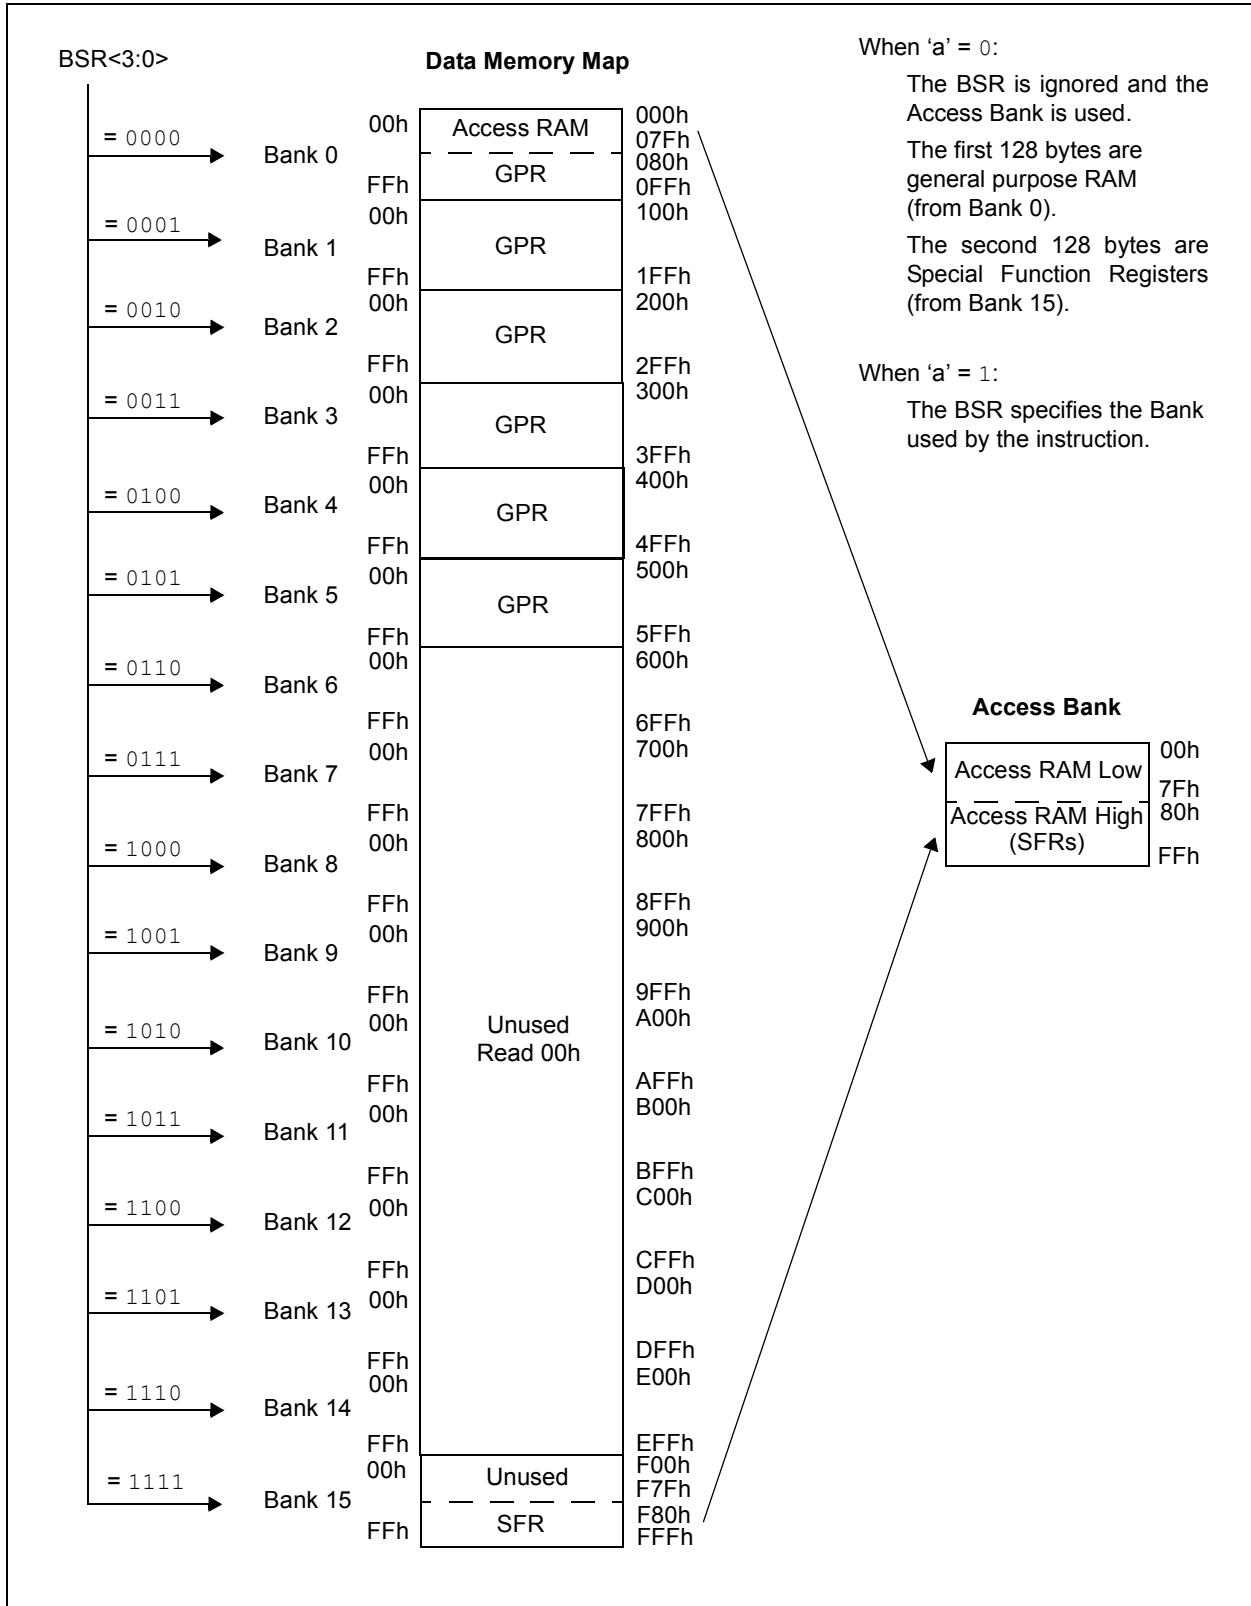 BSR<3:0>
Data Memory Map
= 0000
Bank 0
00h
Access RAM
000h
07Fh
FFh
GPR
080h
0FFh
= 0001
Bank 1
00h
GPR
100h
FFh
1FFh
= 0010
Bank 2
00h
GPR
200h
FFh
2FFh
= 0011
Bank 3
00h
GPR
300h
FFh
3FFh
= 0100
Bank 4
00h
GPR
400h
FFh
4FFh
= 0101
Bank 5
00h
GPR
500h
FFh
5FFh
= 0110
Bank 6
00h
600h
FFh
6FFh
= 0111
Bank 7
00h
700h
FFh
7FFh
= 1000
Bank 8
00h
800h
FFh
8FFh
= 1001
Bank 9
00h
900h
FFh
9FFh
= 1010
Bank 10
00h
A00h
Unused
Read 00h
FFh
AFFh
= 1011
Bank 11
00h
B00h
FFh
BFFh
= 1100
Bank 12
00h
C00h
FFh
CFFh
= 1101
Bank 13
00h
D00h
FFh
DFFh
= 1110
Bank 14
00h
E00h
FFh
EFFh
= 1111
Bank 15
00h
Unused
F00h
F7Fh
FFh
SFR
F80h
FFFh
When ‘a’ = 0:
The BSR is ignored and the
Access Bank is used.
The first 128 bytes are
general purpose RAM
(from Bank 0).
The second 128 bytes are
Special Function Registers
(from Bank 15).
When ‘a’ = 1:
The BSR specifies the Bank
used by the instruction.
Access Bank
Access RAM Low
00h
7Fh
Access RAM High
(SFRs)
80h
FFh